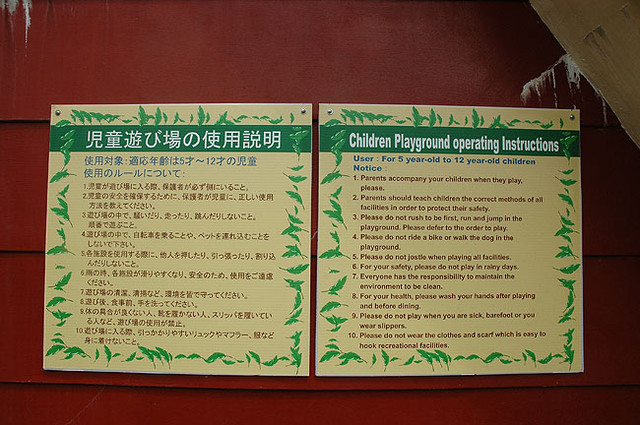 児童遊び場の使用説明
使用対象:適応年齢は5才〜12才の児童
使用のルールについて:
1.児童が遊び場に入る際、保護者が必ず側にいること。
2.児童の安全を確保するために、保護者が児童に、正しい使用
方法を教えてください。
3.遊び場の中で、騒いだり、走ったり、跳んだりしないこと。
順番で遊ぶこと。
4.遊び場の中で、自転車を乗ることや、ペットを連れ込むことを
しないで下さい。
5.各施設を使用する際に、他人を押したり、引っ張ったり、割り込
んだりしないこと。
6.雨の時、各施設が滑りやすくなり、安全のため、使用をご遠慮
ください。
7.遊び場の清潔、清掃など、環境を皆で守ってください。
8.遊び後、食事前、手を洗ってください。
9.体の具合が良くない人、靴を履かない人、スリッパを履いてい
る人など、遊び場の使用が禁止。
10.遊び場に入る際、引っかかりやすいリュックやマフラー、服など
身に着けないこと。
Children Playground operating Instructions
User : For 5 year-old to 12 year-old children
Notice :
1. Parents accompany your children when they play,
please.
2. Parents should teach children the correct methods of all
facilities in order to protect their safety.
3. Please do not rush to be first, run and jump in the
playground. Please defer to the order to play.
4. Please do not ride a bike or walk the dog in the
playground.
5. Please do not jostle when playing all facilities.
6. For your safety, please do not play in rainy days.
7. Everyone has the responsibility to maintain the
environment to be clean.
8. For your health, please wash your hands after playing
and before dining.
9. Please do not play when you are sick, barefoot or you
wear slippers.
10. Please do not wear the clothes and scarf which is easy to
hook recreational facilities.